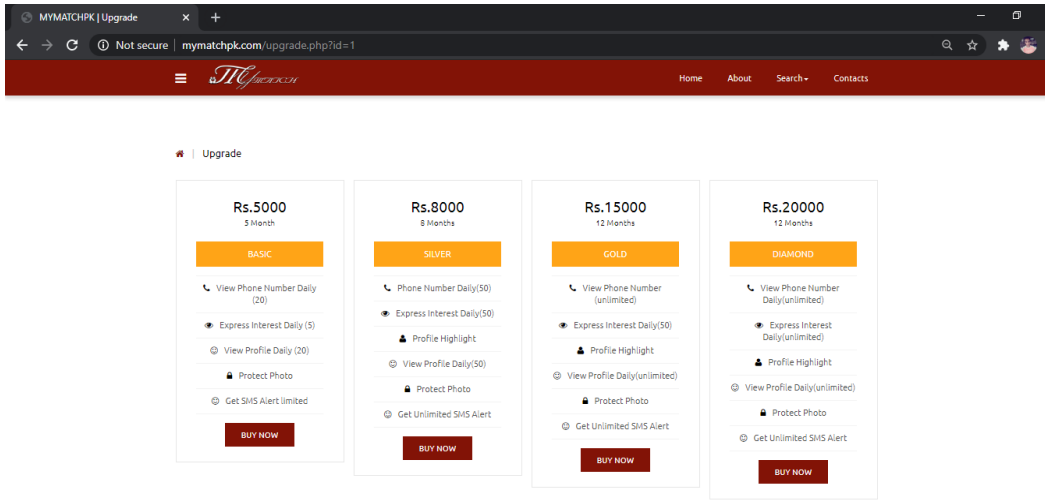 MYMATCHPK | Upgrade
Not secure | mymatchpk.com/upgrade.php?id=1
Home About Search Contacts
| Upgrade
Rs.5000
5 Month
BASIC
View Phone Number Daily
(20)
Express Interest Daily (5)
View Profile Daily (20)
Protect Photo
Get SMS Alert limited
BUY NOW
Rs.8000
8 Months
SILVER
Phone Number Daily(50)
Express Interest Daily(50)
Profile Highlight
View Profile Daily(50)
Protect Photo
Get Unlimited SMS Alert
BUY NOW
Rs.15000
12 Months
GOLD
View Phone Number
(unlimited)
Express Interest Daily(50)
Profile Highlight
View Profile Daily(unlimited)
Protect Photo
Get Unlimited SMS Alert
BUY NOW
Rs.20000
12 Months
DIAMOND
View Phone Number
Daily(unlimited)
Express Interest
Daily(unlimited)
Profile Highlight
View Profile Daily(unlimited)
Protect Photo
Get Unlimited SMS Alert
BUY NOW